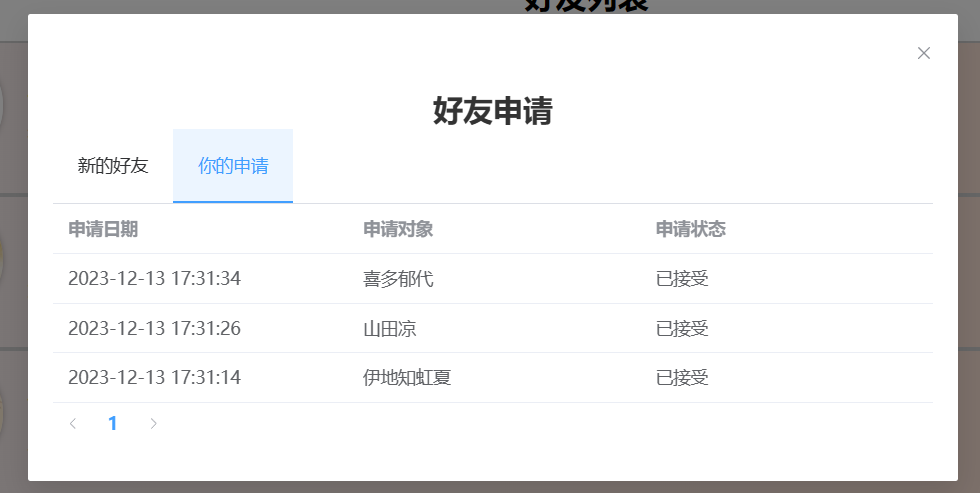 好友列表
好友申请
新的好友 你的申请
申请日期 申请对象 申请状态
2023-12-13 17:31:34 喜多郁代 已接受
2023-12-13 17:31:26 山田凉 已接受
2023-12-13 17:31:14 伊地知虹夏 已接受
1